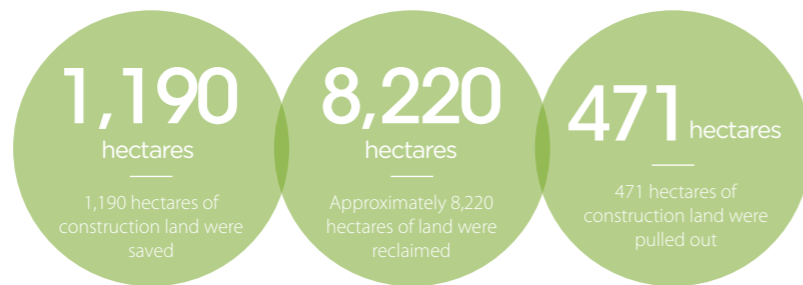 1,190
hectares
1,190 hectares of
construction land were
saved
8,220
hectares
Approximately 8,220
hectares of land were
reclaimed
471 hectares
471 hectares of
construction land were
pulled out